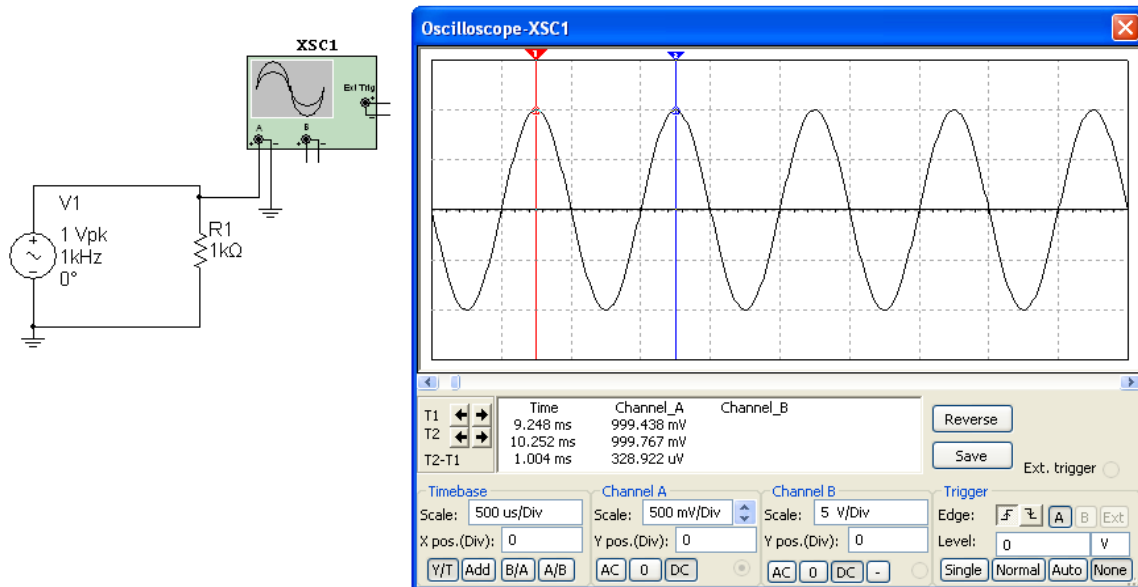 XSC1
Ext Trig
+
-
A
B
+ - + -
V1
1 Vpk
1kHz
0°
+
-
R1
1kΩ
Oscilloscope-XSC1
1
2
Time Channel_A Channel_B
T1 9.248 ms 999.438 mV
T2 10.252 ms 999.767 mV
T2-T1 1.004 ms 328.922 uV
Reverse
Save
Ext. trigger
Timebase
Scale: 500 us/Div
X pos.(Div): 0
Y/T Add B/A A/B
Channel A
Scale: 500 mV/Div
Y pos.(Div): 0
AC 0 DC
Channel B
Scale: 5 V/Div
Y pos.(Div): 0
AC 0 DC -
Trigger
Edge: A B Ext
Level: 0 V
Single Normal Auto None